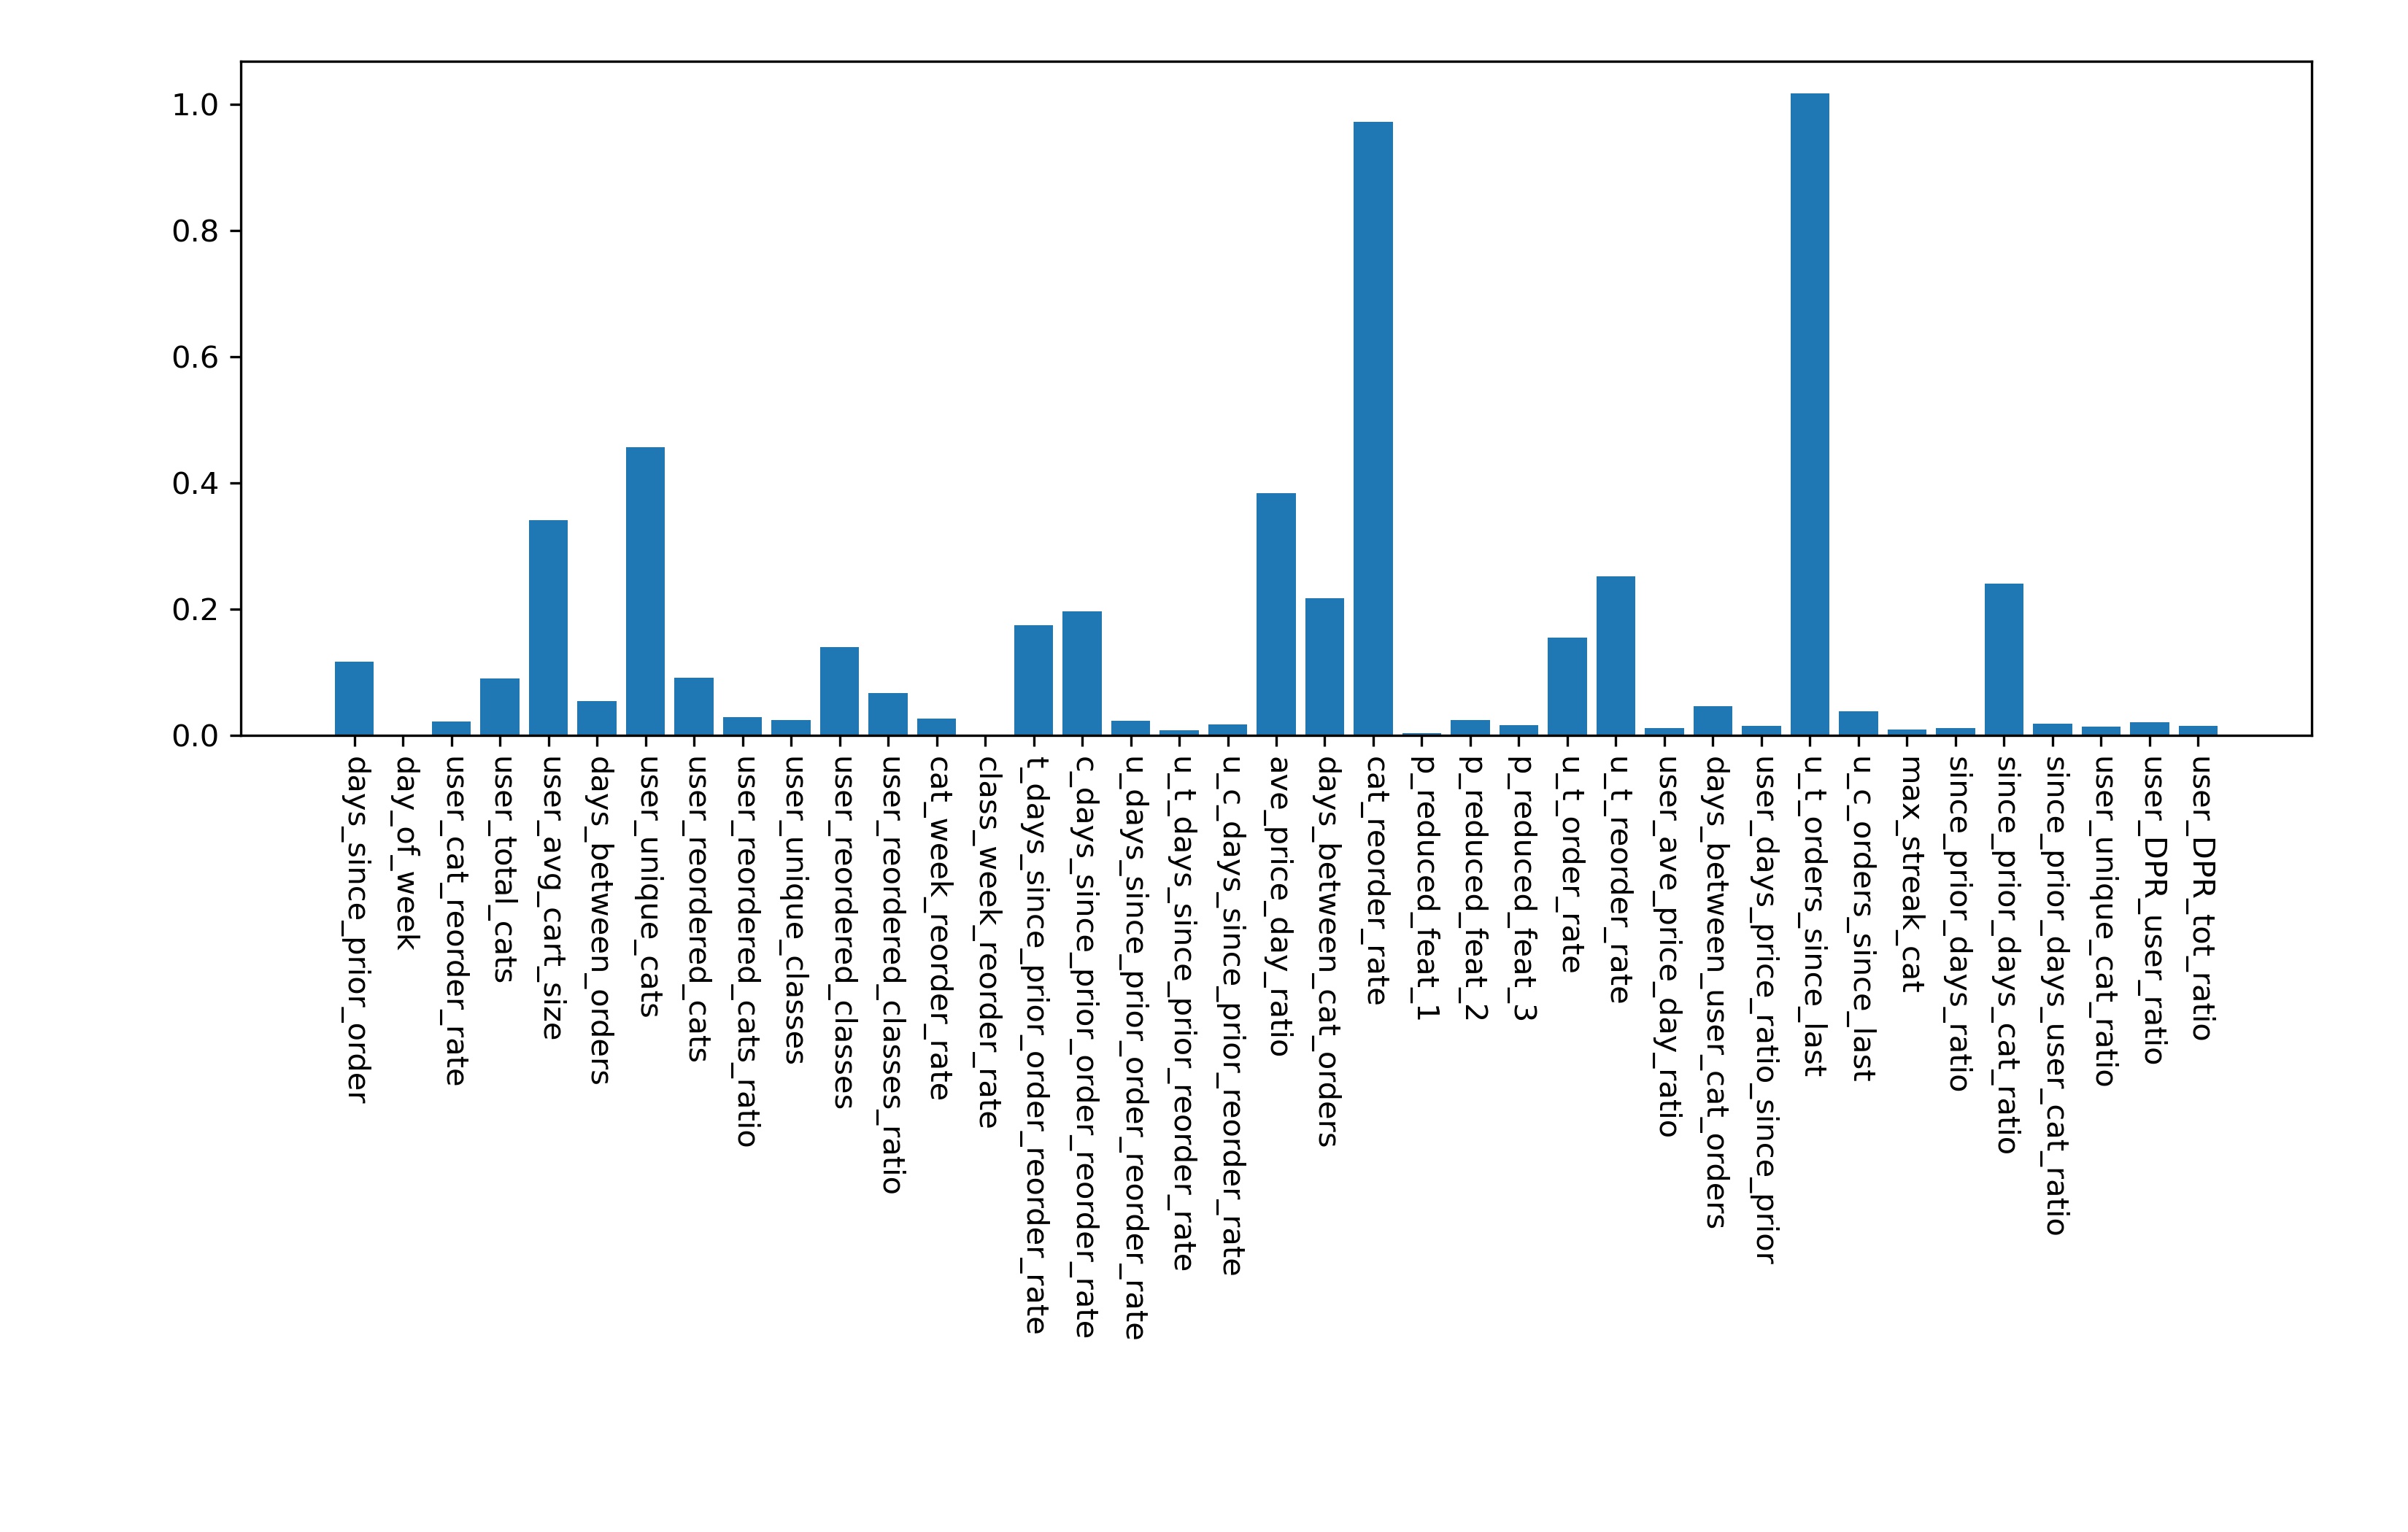 1.0
0.8
0.6
0.4
0.2
0.0
days_since_prior_order
day_of_week
user_cat_reorder_rate
user_total_cats
user_avg_cart_size
days_between_orders
user_unique_cats
user_reordered_cats
user_reordered_cats_ratio
user_unique_classes
user_reordered_classes
user_reordered_classes_ratio
cat_week_reorder_rate
class_week_reorder_rate
t_days_since_prior_order_reorder_rate
c_days_since_prior_order_reorder_rate
u_days_since_prior_order_reorder_rate
u_t_days_since_prior_reorder_rate
u_c_days_since_prior_reorder_rate
ave_price_day_ratio
days_between_cat_orders
cat_reorder_rate
p_reduced_feat_1
p_reduced_feat_2
p_reduced_feat_3
u_t_order_rate
u_t_reorder_rate
user_ave_price_day_ratio
days_between_user_cat_orders
user_days_price_ratio_since_prior
u_t_orders_since_last
u_c_orders_since_last
max_streak_cat
since_prior_days_ratio
since_prior_days_cat_ratio
since_prior_days_user_cat_ratio
user_unique_cat_ratio
user_DPR_user_ratio
user_DPR_tot_ratio